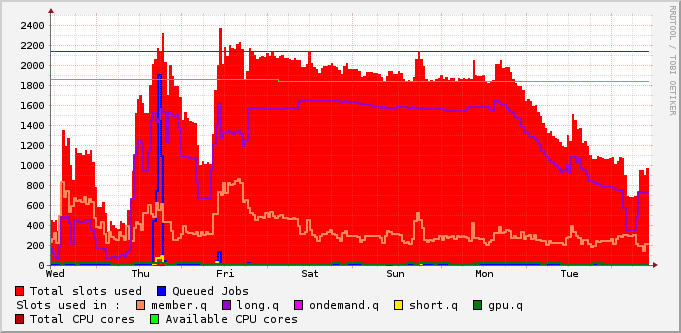 RRDTOOL / TOBI OETIKER
2400
2200
2000
1800
1600
1400
1200
1000
800
600
400
200
0
Wed Thu Fri Sat Sun Mon Tue
Total slots used Queued Jobs
Slots used in : member.q long.q ondemand.q short.q gpu.q
Total CPU cores Available CPU cores